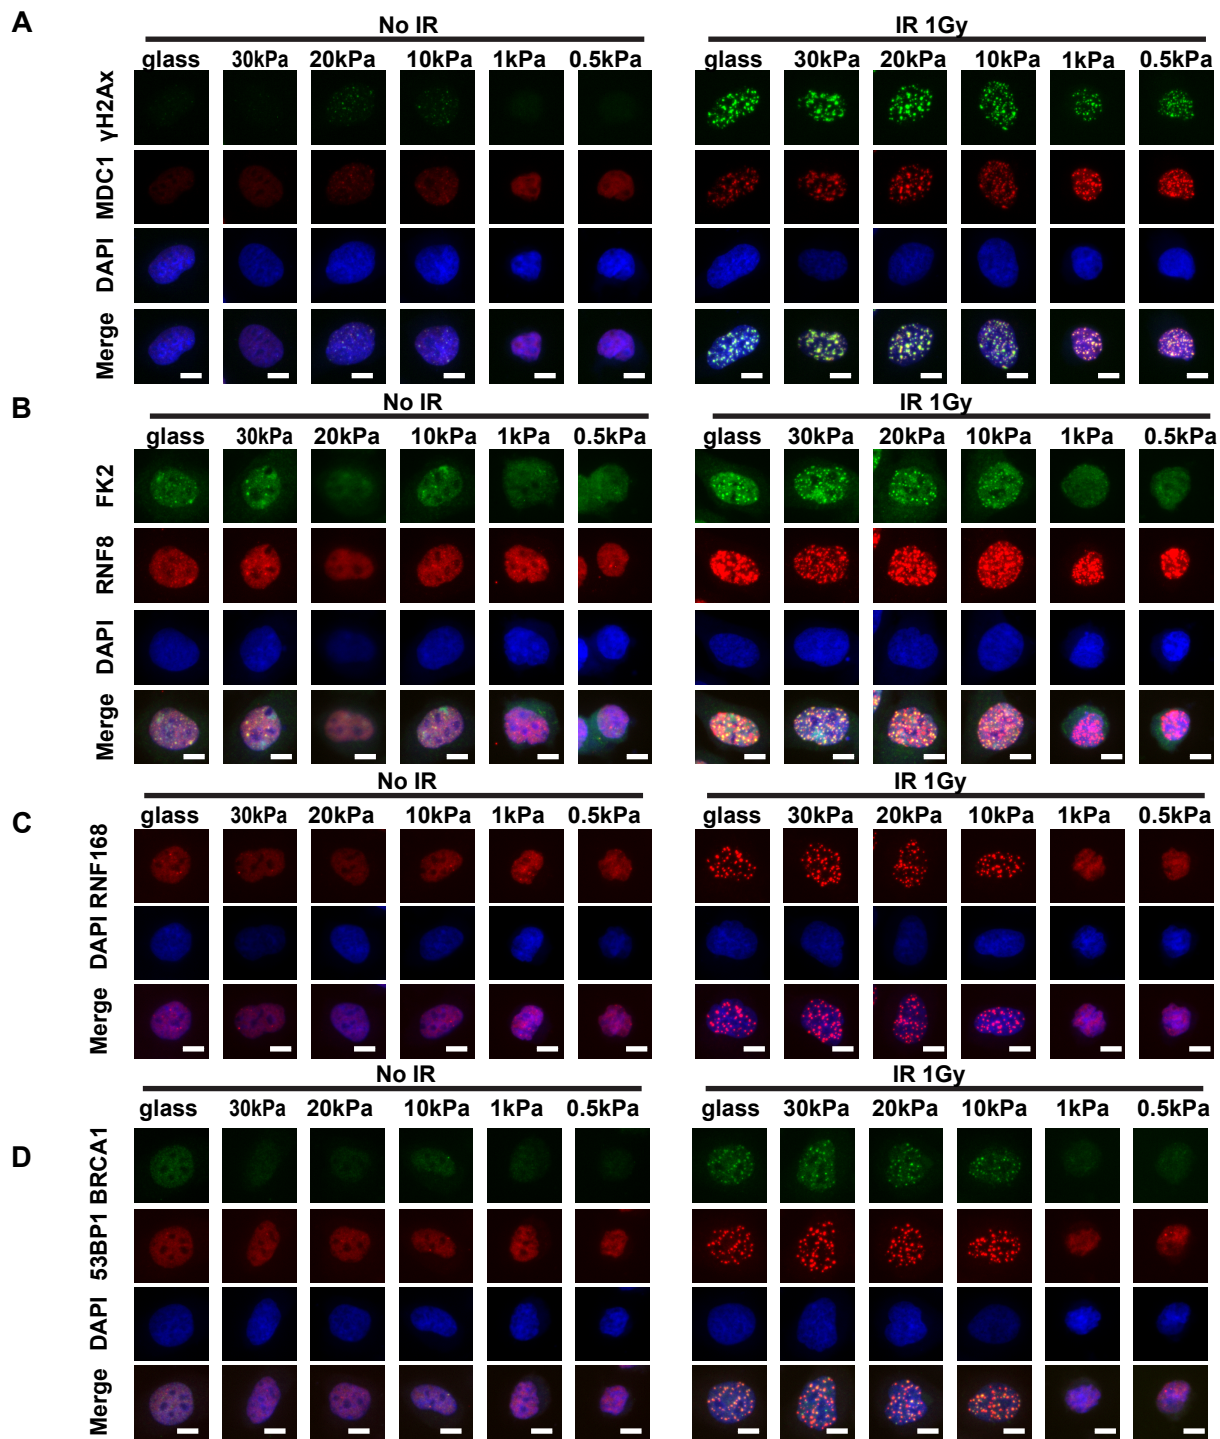 A
No IR
IR 1Gy
glass 30kPa 20kPa 10kPa 1kPa 0.5kPa
glass 30kPa 20kPa 10kPa 1kPa 0.5kPa
γH2Ax
MDC1
DAPI
Merge
B
No IR
IR 1Gy
glass 30kPa 20kPa 10kPa 1kPa 0.5kPa
glass 30kPa 20kPa 10kPa 1kPa 0.5kPa
FK2
RNF8
DAPI
Merge
C
No IR
IR 1Gy
glass 30kPa 20kPa 10kPa 1kPa 0.5kPa
glass 30kPa 20kPa 10kPa 1kPa 0.5kPa
RNF168
DAPI
Merge
D
No IR
IR 1Gy
glass 30kPa 20kPa 10kPa 1kPa 0.5kPa
glass 30kPa 20kPa 10kPa 1kPa 0.5kPa
BRCA1
53BP1
DAPI
Merge